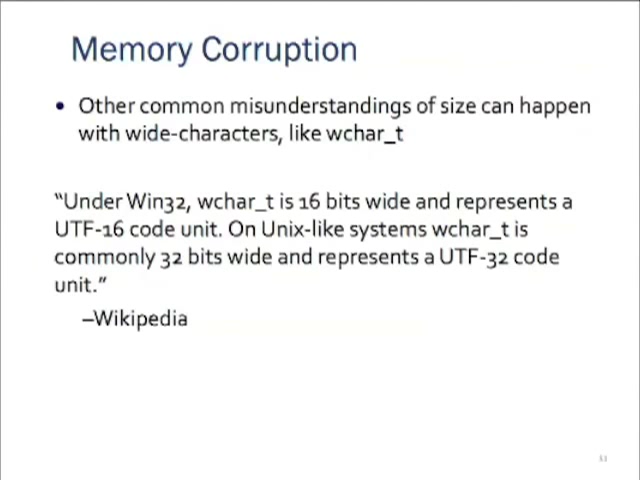 Memory Corruption
• Other common misunderstandings of size can happen
with wide-characters, like wchar_t
“Under Win32, wchar_t is 16 bits wide and represents a
UTF-16 code unit. On Unix-like systems wchar_t is
commonly 32 bits wide and represents a UTF-32 code
unit.”
–Wikipedia